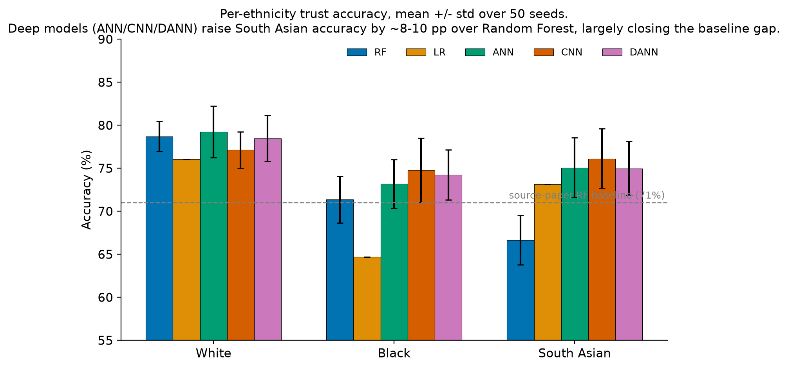 Per-ethnicity trust accuracy, mean +/- std over 50 seeds.
Deep models (ANN/CNN/DANN) raise South Asian accuracy by ~8-10 pp over Random Forest, largely closing the baseline gap.
RF LR ANN CNN DANN
Accuracy (%)
90
85
80
75
70
65
60
55
source paper
White Black South Asian